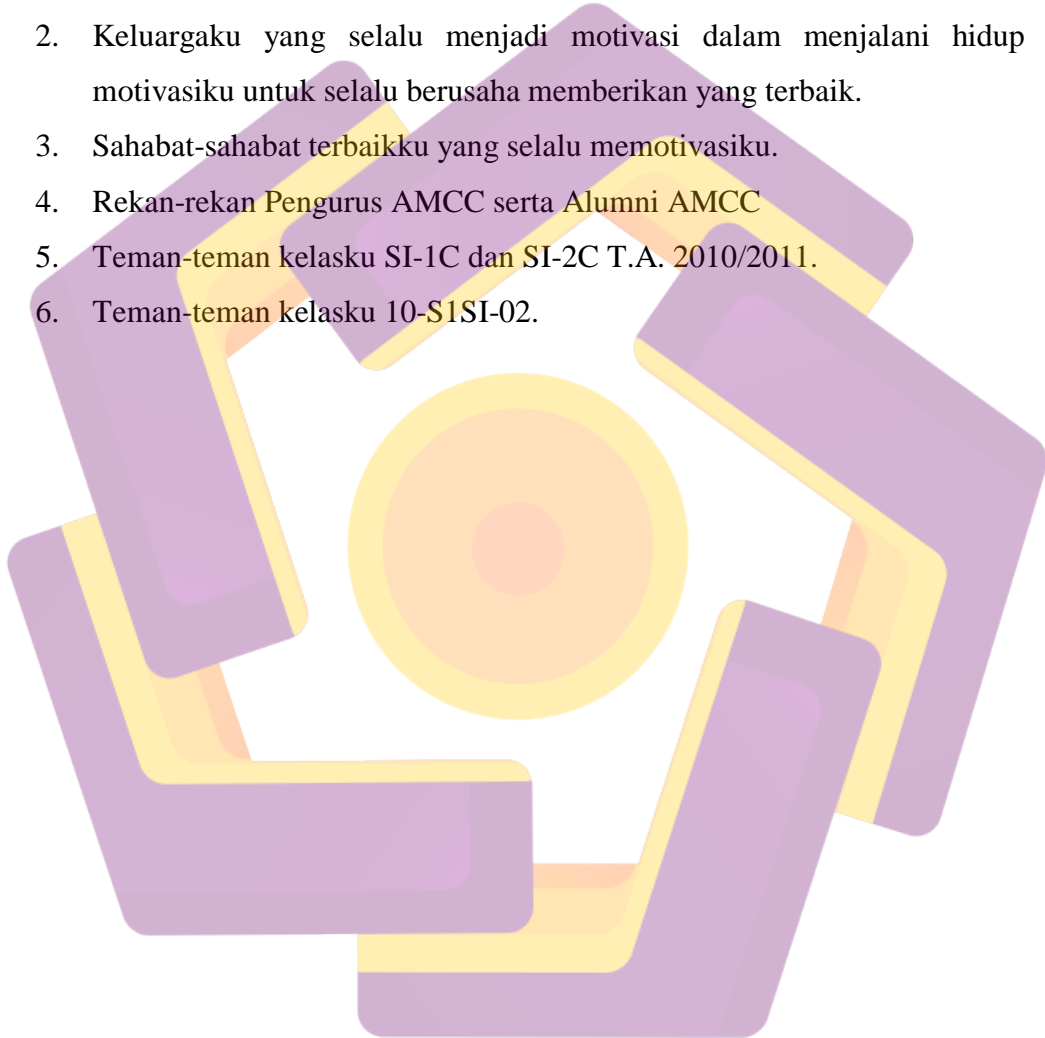 2. Keluargaku yang selalu menjadi motivasi dalam menjalani hidup
motivasiku untuk selalu berusaha memberikan yang terbaik.
3. Sahabat-sahabat terbaikku yang selalu memotivasiku.
4. Rekan-rekan Pengurus AMCC serta Alumni AMCC
5. Teman-teman kelasku SI-1C dan SI-2C T.A. 2010/2011.
6. Teman-teman kelasku 10-S1SI-02.